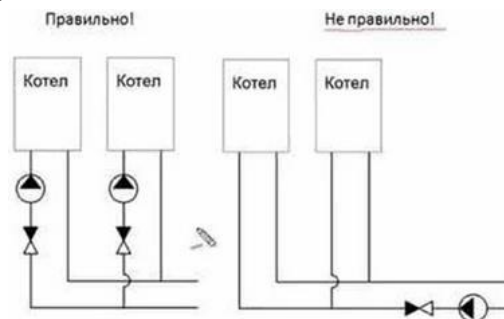 Правильно!
Не правильно!
Котел
Котел
Котел
Котел